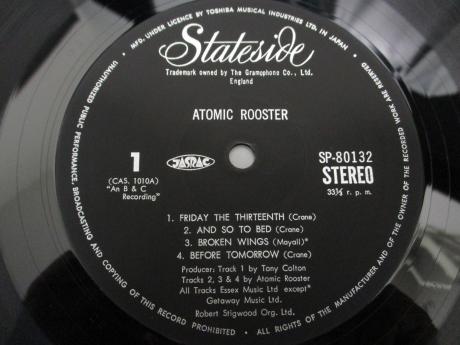 MFD. UNDER LICENCE BY TOSHIBA MUSICAL INDUSTRIES LTD. IN JAPAN •
Stateside
Trademark owned by The Gramophone Co., Ltd.
England
ATOMIC ROOSTER
1
(CAS. 1010A)
"An B & C
Recording"
JASRAC
SP-80132
STEREO
33⅓ r. p. m.
1. FRIDAY THE THIRTEENTH (Crane)
2. AND SO TO BED (Crane)
3. BROKEN WINGS (Mayall)*
4. BEFORE TOMORROW (Crane)
Producer: Track 1 by Tony Colton
Tracks 2, 3 & 4 by Atomic Rooster
All Tracks Essex Music Ltd except*
Getaway Music Ltd.
Robert Stigwood Org. Ltd.
UNAUTHORIZED PUBLIC PERFORMANCE, BROADCASTING AND COPYING OF THIS RECORD PROHIBITED • ALL RIGHTS OF THE MANUFACTURER AND OF THE OWNER OF THE RECORDED WORK ARE RESERVED